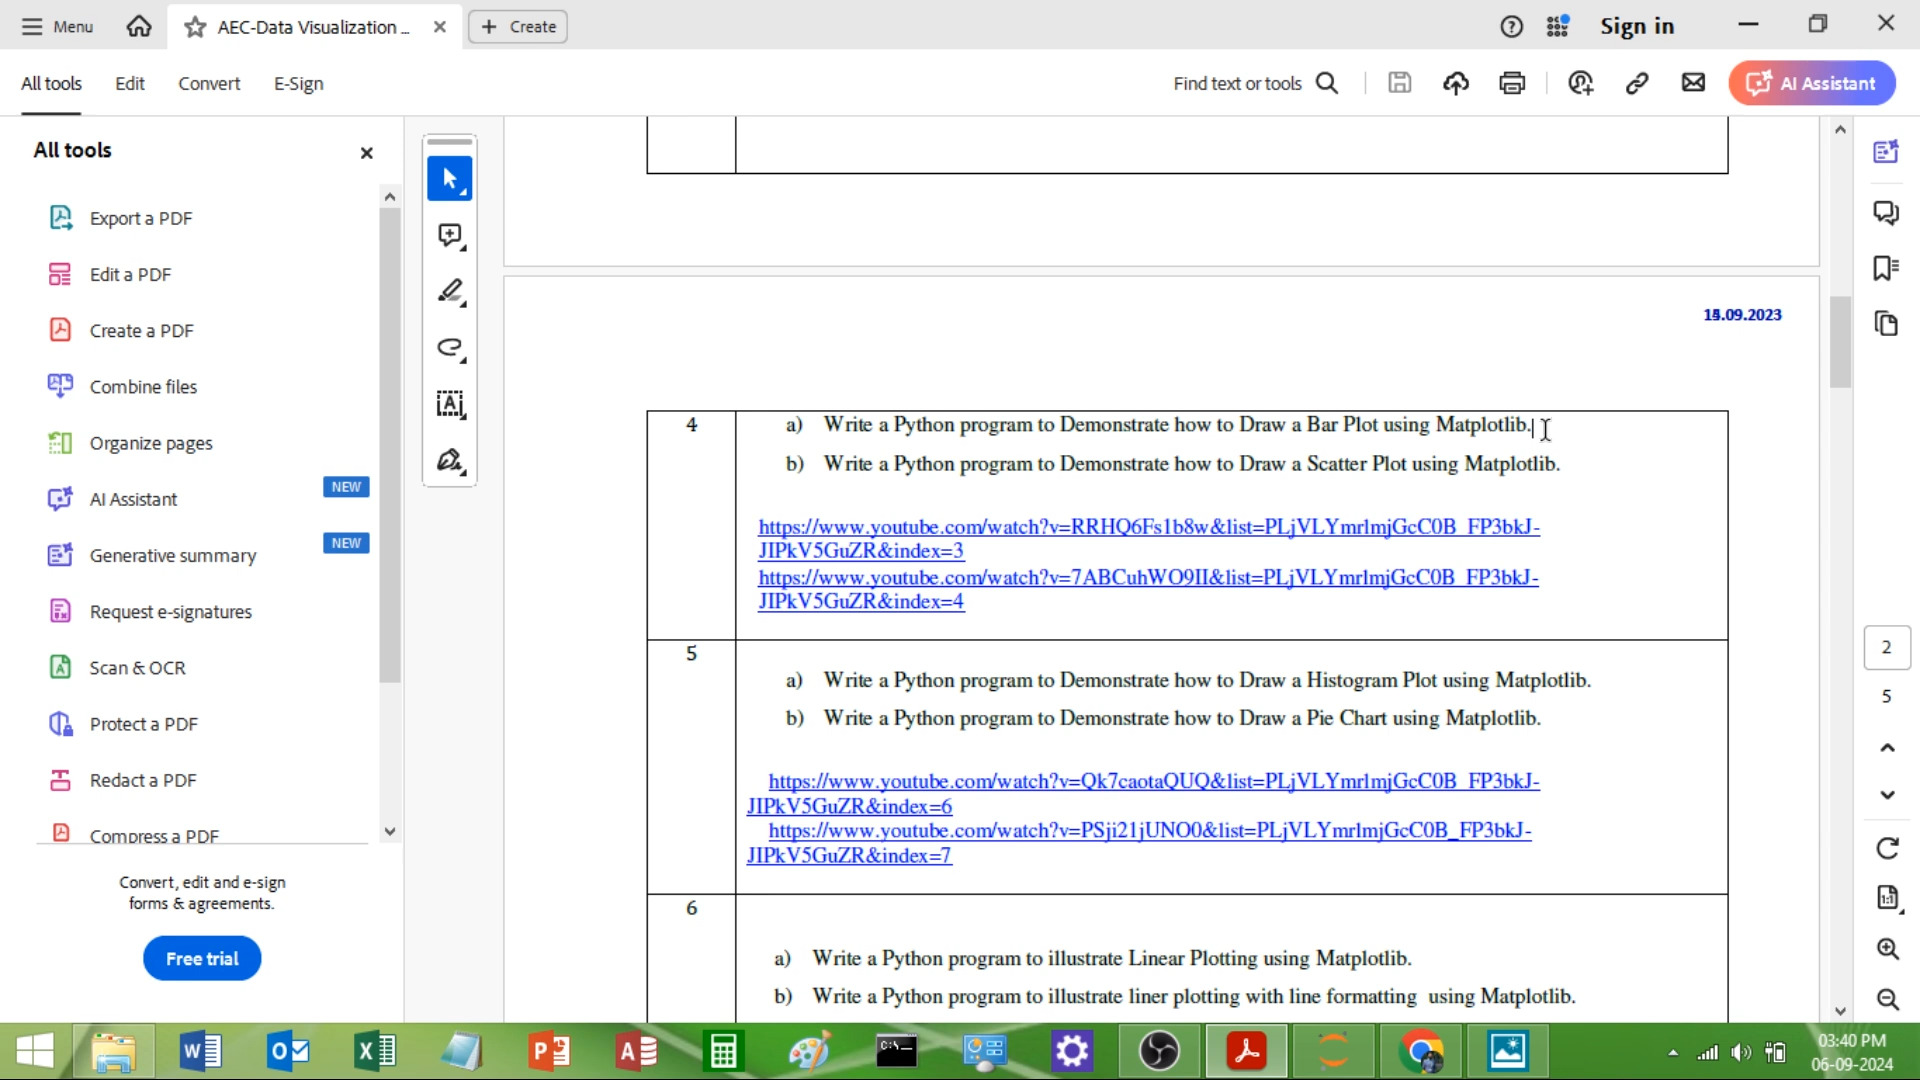 Menu
AEC-Data Visualization ...
Create
Sign in
All tools
Edit
Convert
E-Sign
Find text or tools
AI Assistant
All tools
Export a PDF
Edit a PDF
Create a PDF
Combine files
Organize pages
AI Assistant
NEW
Generative summary
NEW
Request e-signatures
Scan & OCR
Protect a PDF
Redact a PDF
Compress a PDF
Convert, edit and e-sign
forms & agreements.
Free trial
.09.2023
4
a) Write a Python program to Demonstrate how to Draw a Bar Plot using Matplotlib.
b) Write a Python program to Demonstrate how to Draw a Scatter Plot using Matplotlib.
https://www.youtube.com/watch?v=RRHQ6Fs1b8w&list=PLjVLYmrlmjGcC0B_FP3bkJ-
JIPkV5GuZR&index=3
https://www.youtube.com/watch?v=7ABCuhWO9II&list=PLjVLYmrlmjGcC0B_FP3bkJ-
JIPkV5GuZR&index=4
5
a) Write a Python program to Demonstrate how to Draw a Histogram Plot using Matplotlib.
b) Write a Python program to Demonstrate how to Draw a Pie Chart using Matplotlib.
https://www.youtube.com/watch?v=Qk7caotaQUQ&list=PLjVLYmrlmjGcC0B_FP3bkJ-
JIPkV5GuZR&index=6
https://www.youtube.com/watch?v=PSji21jUNO0&list=PLjVLYmrlmjGcC0B_FP3bkJ-
JIPkV5GuZR&index=7
6
a) Write a Python program to illustrate Linear Plotting using Matplotlib.
b) Write a Python program to illustrate liner plotting with line formatting using Matplotlib.
2
5
03:40 PM
06-09-2024